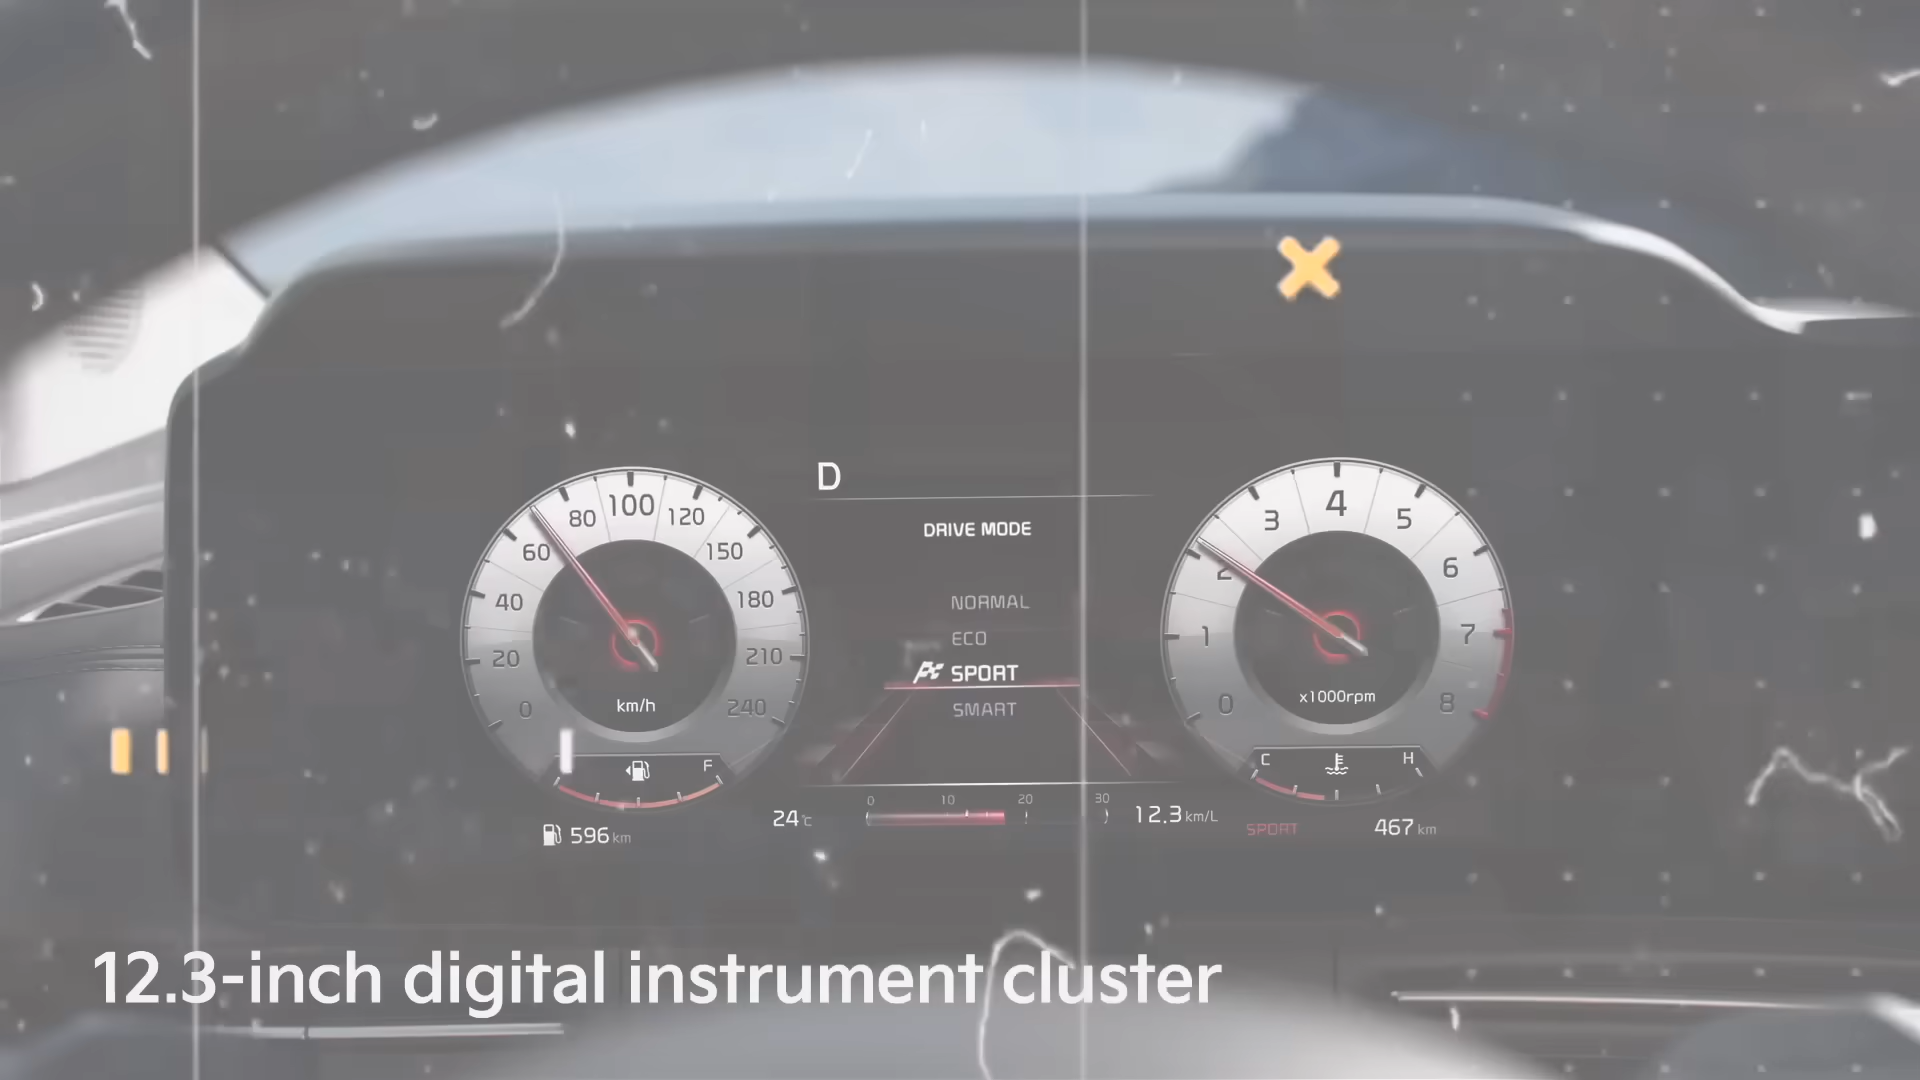 D
DRIVE MODE
NORMAL
ECO
SPORT
SMART
0
20
40
60
80
100
120
150
180
210
240
km/h
F
0
1
2
3
4
5
6
7
8
x1000rpm
C
H
596 km
24°C
0
10
20
30
12.3 km/L
SPORT
467 km
12.3-inch digital instrument cluster